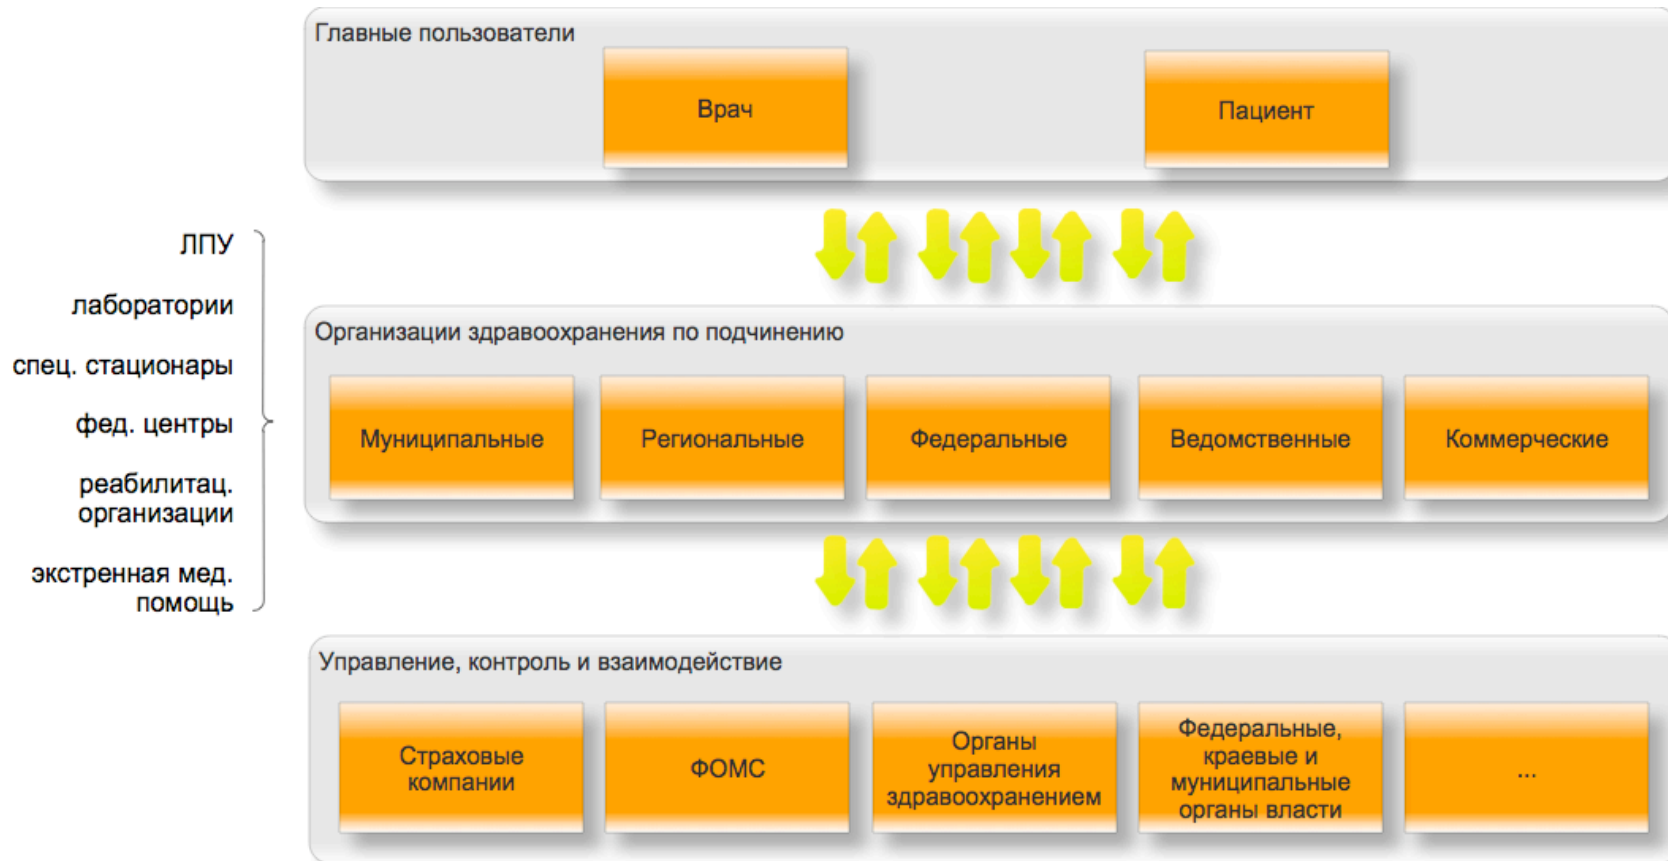 Главные пользователи
Врач
Пациент
ЛПУ
лаборатории
спец. стационары
фед. центры
реабилитац.
организации
экстренная мед.
помощь
Организации здравоохранения по подчинению
Муниципальные
Региональные
Федеральные
Ведомственные
Коммерческие
Управление, контроль и взаимодействие
Страховые
компании
ФОМС
Органы
управления
здравоохранением
Федеральные,
краевые и
муниципальные
органы власти
...